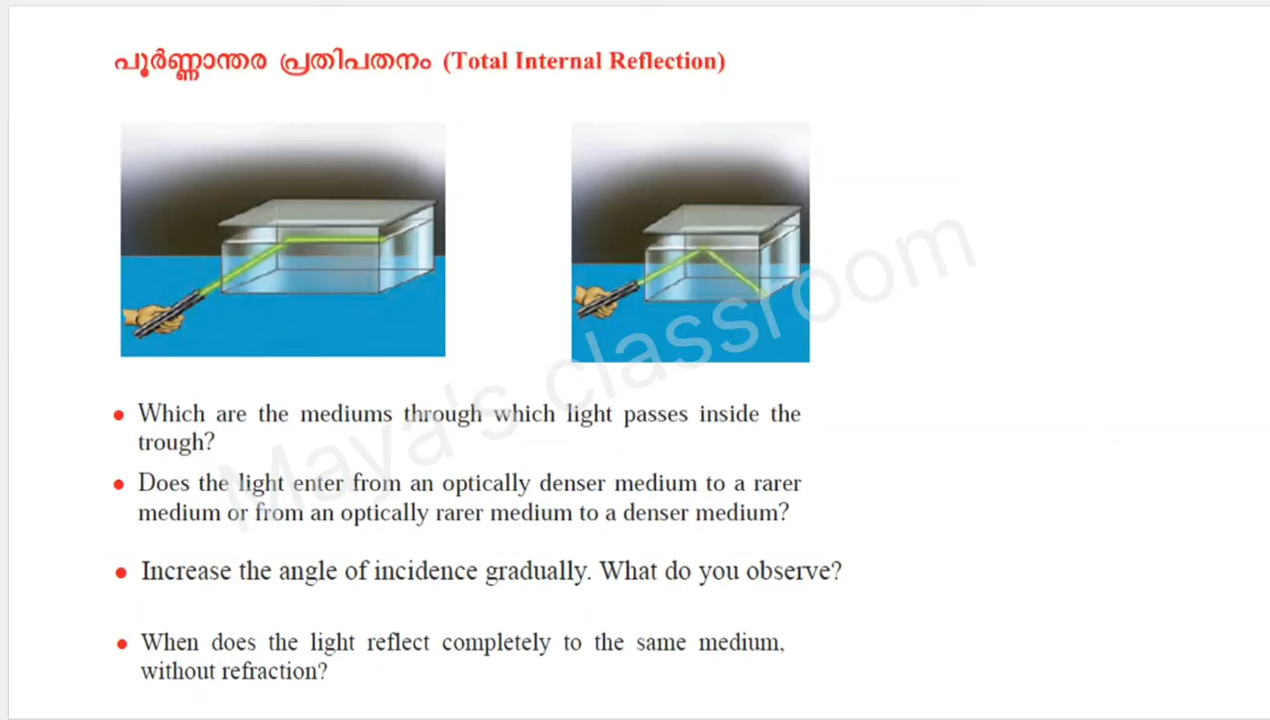 പൂർണ്ണാന്തര പ്രതിപതനം (Total Internal Reflection)
• Which are the mediums through which light passes inside the
trough?
• Does the light enter from an optically denser medium to a rarer
medium or from an optically rarer medium to a denser medium?
• Increase the angle of incidence gradually. What do you observe?
• When does the light reflect completely to the same medium,
without refraction?
Maya's classroom